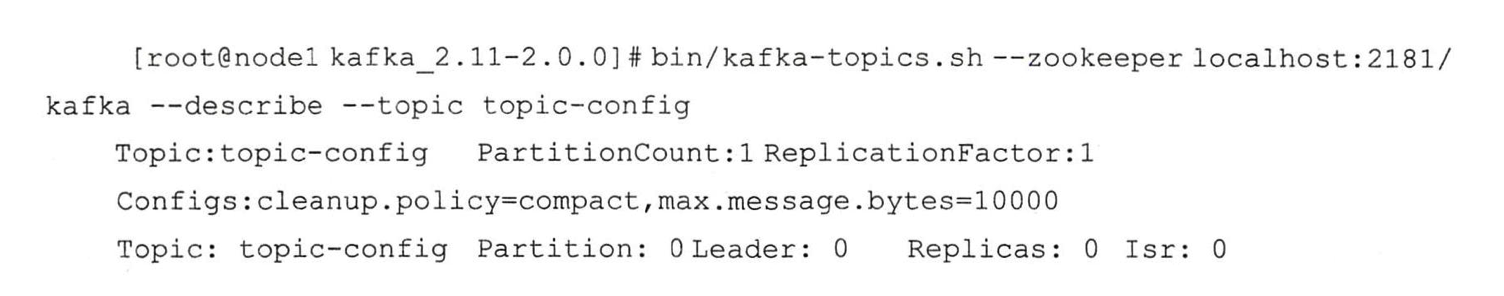 [root@node1 kafka_2.11-2.0.0]# bin/kafka-topics.sh --zookeeper localhost:2181/
kafka --describe --topic topic-config
Topic:topic-config PartitionCount:1 ReplicationFactor:1
Configs:cleanup.policy=compact,max.message.bytes=10000
Topic: topic-config Partition: 0 Leader: 0 Replicas: 0 Isr: 0